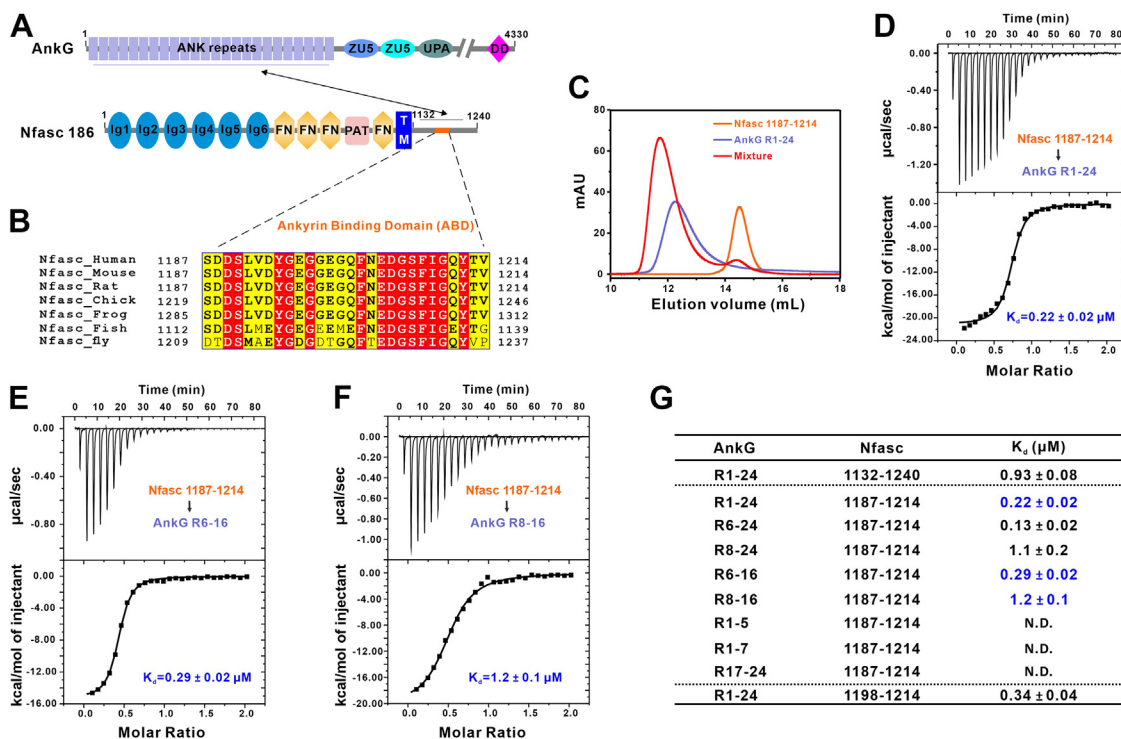 A
AnkG
1
ANK repeats
ZU5
ZU5
UPA
DD
4330
Nfasc 186
1
Ig1
Ig2
Ig3
Ig4
Ig5
Ig6
FN
FN
FN
PAT
FN
T
M
1132
1240
B
Ankyrin Binding Domain (ABD)
Nfasc_Human 1187 SDDSLVDYGEGGEGQFNEDGSFIGQYTV 1214
Nfasc_Mouse 1187 SDDSLVDYGEGGEGQFNEDGSFIGQYTV 1214
Nfasc_Rat 1187 SDDSLVDYGEGGEGQFNEDGSFIGQYTV 1214
Nfasc_Chick 1219 SDDSLVDYGEGGEGQFNEDGSFIGQYTV 1246
Nfasc_Frog 1285 SDDSLVDYGEGGEGQFNEDGSFIGQYTV 1312
Nfasc_Fish 1112 SDDSLMEYGEGEEMEFNEDGSFIGQYTG 1139
Nfasc_fly 1209 DTDSMAEYGDGDTGQFTEDGSFIGQYVP 1237
C
80
60
40
20
0
mAU
Nfasc 1187-1214
AnkG R1-24
Mixture
10 12 14 16 18
Elution volume (mL)
D
Time (min)
0 10 20 30 40 50 60 70 80
0.00
-0.40
-0.80
-1.20
µcal/sec
Nfasc 1187-1214
AnkG R1-24
0.00
-4.00
-8.00
-12.00
-16.00
-20.00
-24.00
kcal/mol of injectant
Kd=0.22 ± 0.02 µM
0.0 0.5 1.0 1.5 2.0
Molar Ratio
E
Time (min)
0 10 20 30 40 50 60 70 80
0.00
-0.40
-0.80
µcal/sec
Nfasc 1187-1214
AnkG R6-16
0.00
-4.00
-8.00
-12.00
-16.00
kcal/mol of injectant
Kd=0.29 ± 0.02 µM
0.0 0.5 1.0 1.5 2.0
Molar Ratio
F
Time (min)
0 10 20 30 40 50 60 70 80
0.00
-0.40
-0.80
µcal/sec
Nfasc 1187-1214
AnkG R8-16
0.00
-4.00
-8.00
-12.00
-16.00
-20.00
kcal/mol of injectant
Kd=1.2 ± 0.1 µM
0.0 0.5 1.0 1.5 2.0
Molar Ratio
G
AnkG Nfasc Kd (µM)
R1-24 1132-1240 0.93 ± 0.08
R1-24 1187-1214 0.22 ± 0.02
R6-24 1187-1214 0.13 ± 0.02
R8-24 1187-1214 1.1 ± 0.2
R6-16 1187-1214 0.29 ± 0.02
R8-16 1187-1214 1.2 ± 0.1
R1-5 1187-1214 N.D.
R1-7 1187-1214 N.D.
R17-24 1187-1214 N.D.
R1-24 1198-1214 0.34 ± 0.04